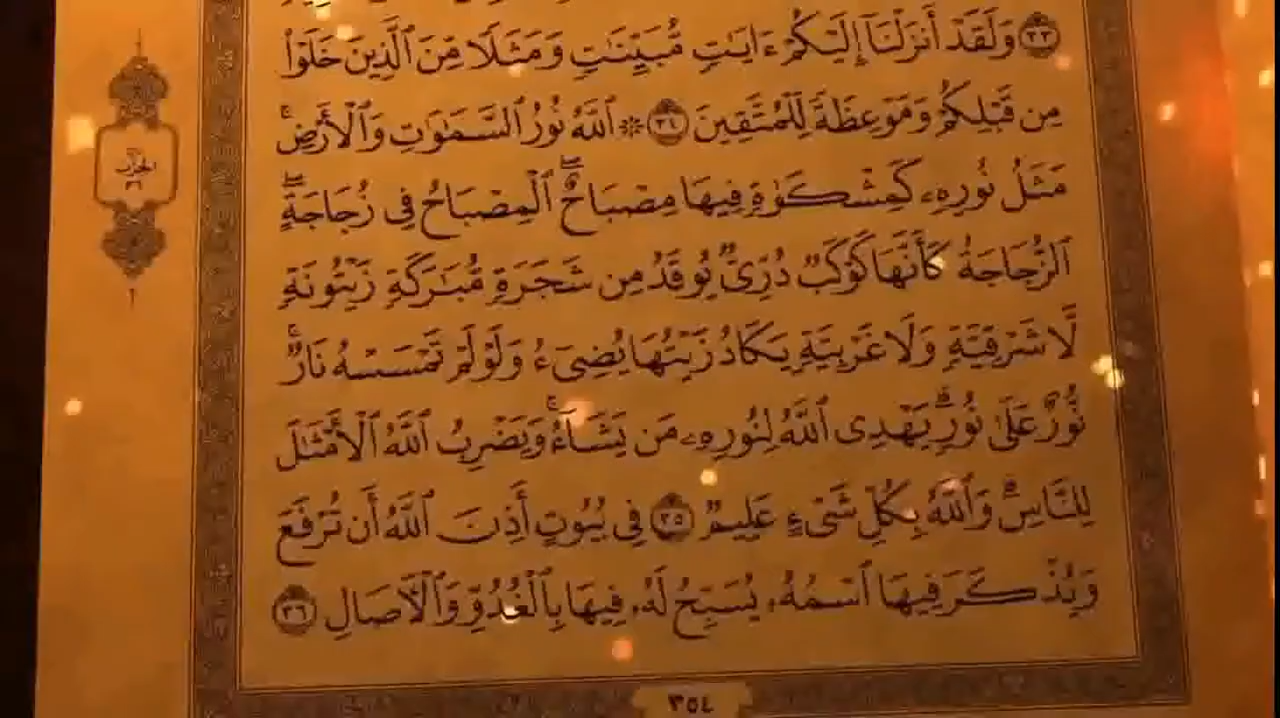 ٣٣ وَلَقَدْ أَنزَلْنَآ إِلَيْكُمْ ءَايَٰتٍ مُّبَيِّنَٰتٍ وَمَثَلًا مِّنَ ٱلَّذِينَ خَلَوْا۟
مِن قَبْلِكُمْ وَمَوْعِظَةً لِّلْمُتَّقِينَ ٣٤ ۞ ٱللَّهُ نُورُ ٱلسَّمَٰوَٰتِ وَٱلْأَرْضِ ۚ
مَثَلُ نُورِهِۦ كَمِشْكَوٰةٍ فِيهَا مِصْبَاحٌ ۖ ٱلْمِصْبَاحُ فِى زُجَاجَةٍ ۖ
ٱلزُّجَاجَةُ كَأَنَّهَا كَوْكَبٌ دُرِّىٌّ يُوقَدُ مِن شَجَرَةٍ مُّبَٰرَكَةٍ زَيْتُونَةٍ
لَّا شَرْقِيَّةٍ وَلَا غَرْبِيَّةٍ يَكَادُ زَيْتُهَا يُضِىٓءُ وَلَوْ لَمْ تَمْسَسْهُ نَارٌ ۚ
نُّورٌ عَلَىٰ نُورٍ ۗ يَهْدِى ٱللَّهُ لِنُورِهِۦ مَن يَشَآءُ ۚ وَيَضْرِبُ ٱللَّهُ ٱلْأَمْثَٰلَ
لِلنَّاسِ ۗ وَٱللَّهُ بِكُلِّ شَىْءٍ عَلِيمٌ ٣٥ فِى بُيُوتٍ أَذِنَ ٱللَّهُ أَن تُرْفَعَ
وَيُذْكَرَ فِيهَا ٱسْمُهُۥ يُسَبِّحُ لَهُۥ فِيهَا بِٱلْغُدُوِّ وَٱلْءَاصَالِ ٣٦
٣٥٤